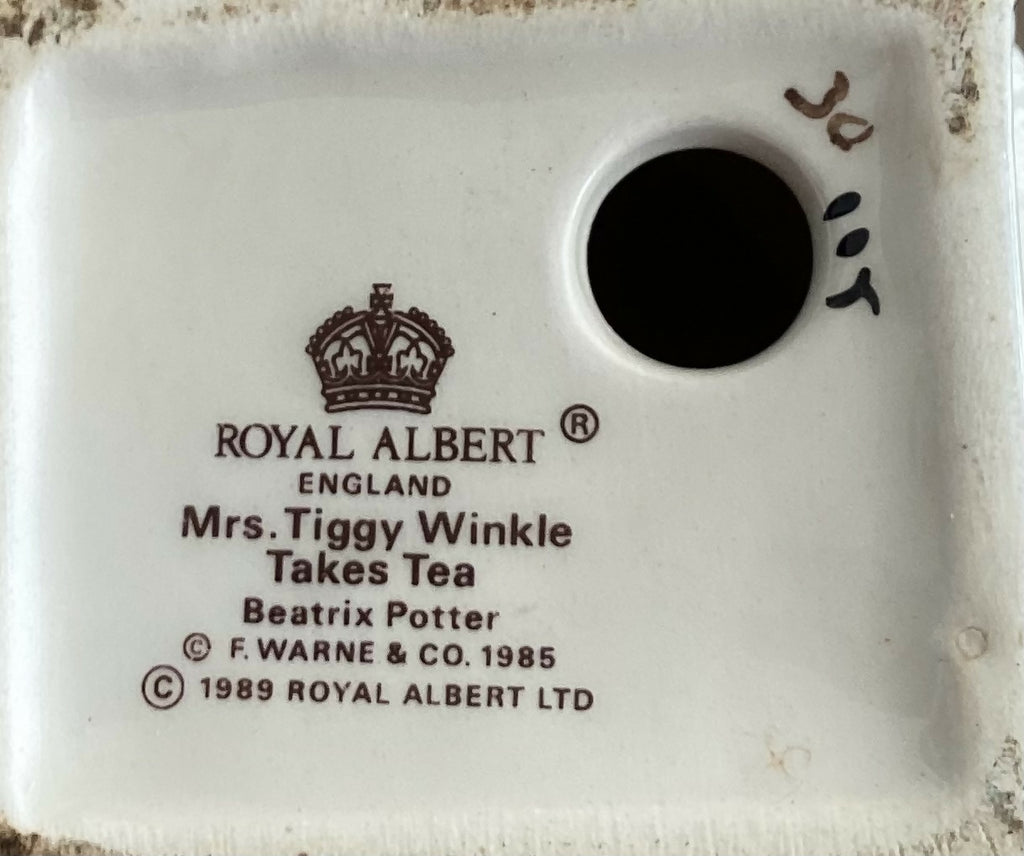 ROYAL ALBERT ®
ENGLAND
Mrs. Tiggy Winkle
Takes Tea
Beatrix Potter
© F. WARNE & CO. 1985
© 1989 ROYAL ALBERT LTD